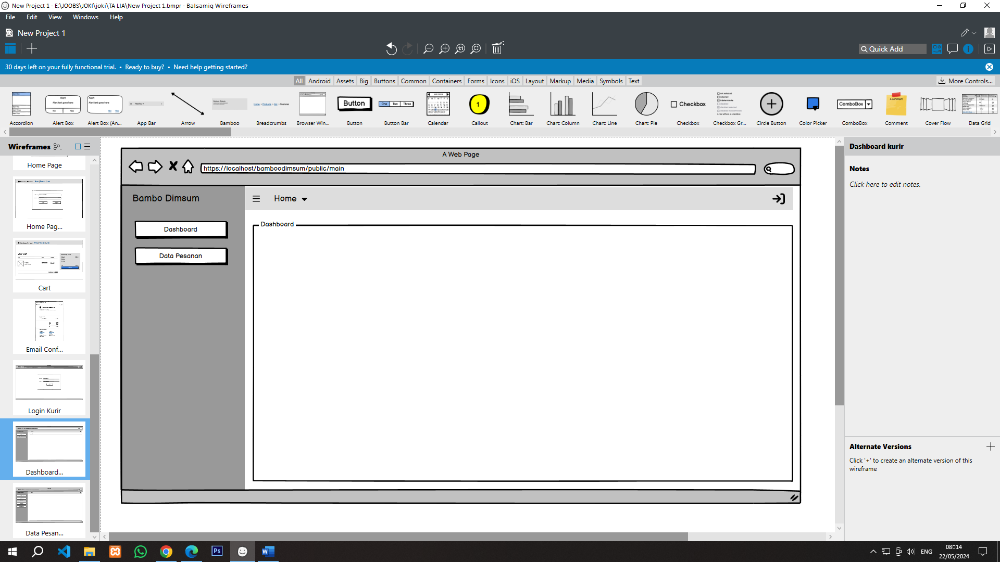 New Project 1 - E:\JOOBS\JOKI\joki\TA LIA\New Project 1.bmpr - Balsamiq Wireframes
File Edit View Windows Help
New Project 1
Quick Add
30 days left on your fully functional trial. • Ready to buy? • Need help getting started?
All Android Assets Big Buttons Common Containers Forms Icons iOS Layout Markup Media Symbols Text
More Controls...
Button
One Two Three
1
Checkbox
ComboBox
A comment
Accordion Alert Box Alert Box (An... App Bar Arrow Bamboo Breadcrumbs Browser Win... Button Button Bar Calendar Callout Chart: Bar Chart: Column Chart: Line Chart: Pie Checkbox Checkbox Gr... Circle Button Color Picker ComboBox Comment Cover Flow Data Grid
Wireframes
Home Page
Home Pag...
Cart
Email Conf...
Login Kurir
Dashboard...
Data Pesan...
A Web Page
https://localhost/bamboodimsum/public/main
Bambo Dimsum
Home
Dashboard
Data Pesanan
Dashboard
Dashboard kurir
Notes
Click here to edit notes.
Alternate Versions
Click '+' to create an alternate version of this
wireframe
ENG
08:14
22/05/2024